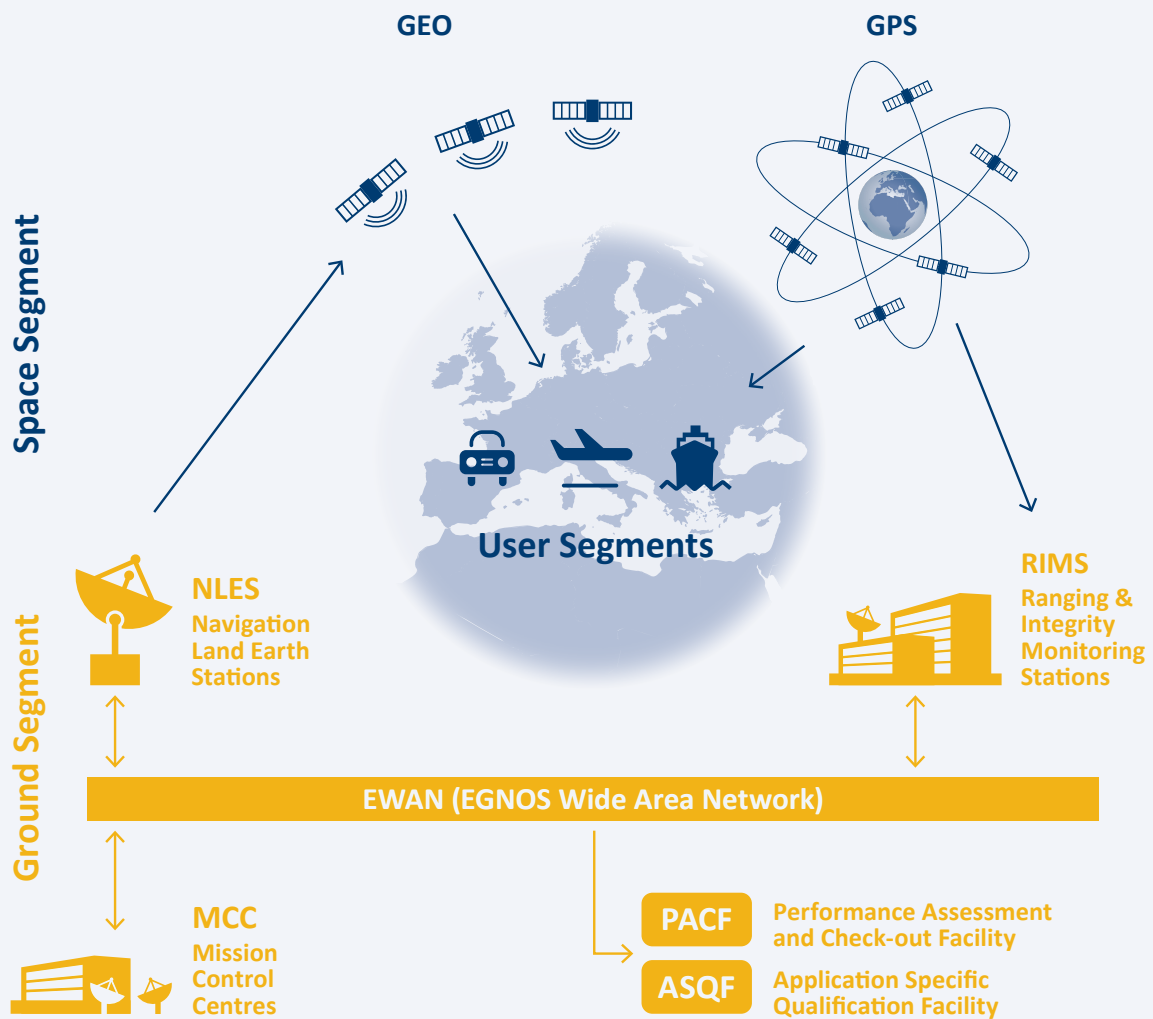 GEO
GPS
Space Segment
User Segments
NLES
Navigation
Land Earth
Stations
RIMS
Ranging &
Integrity
Monitoring
Stations
Ground Segment
EWAN (EGNOS Wide Area Network)
MCC
Mission
Control
Centres
PACF
Performance Assessment
and Check-out Facility
ASQF
Application Specific
Qualification Facility